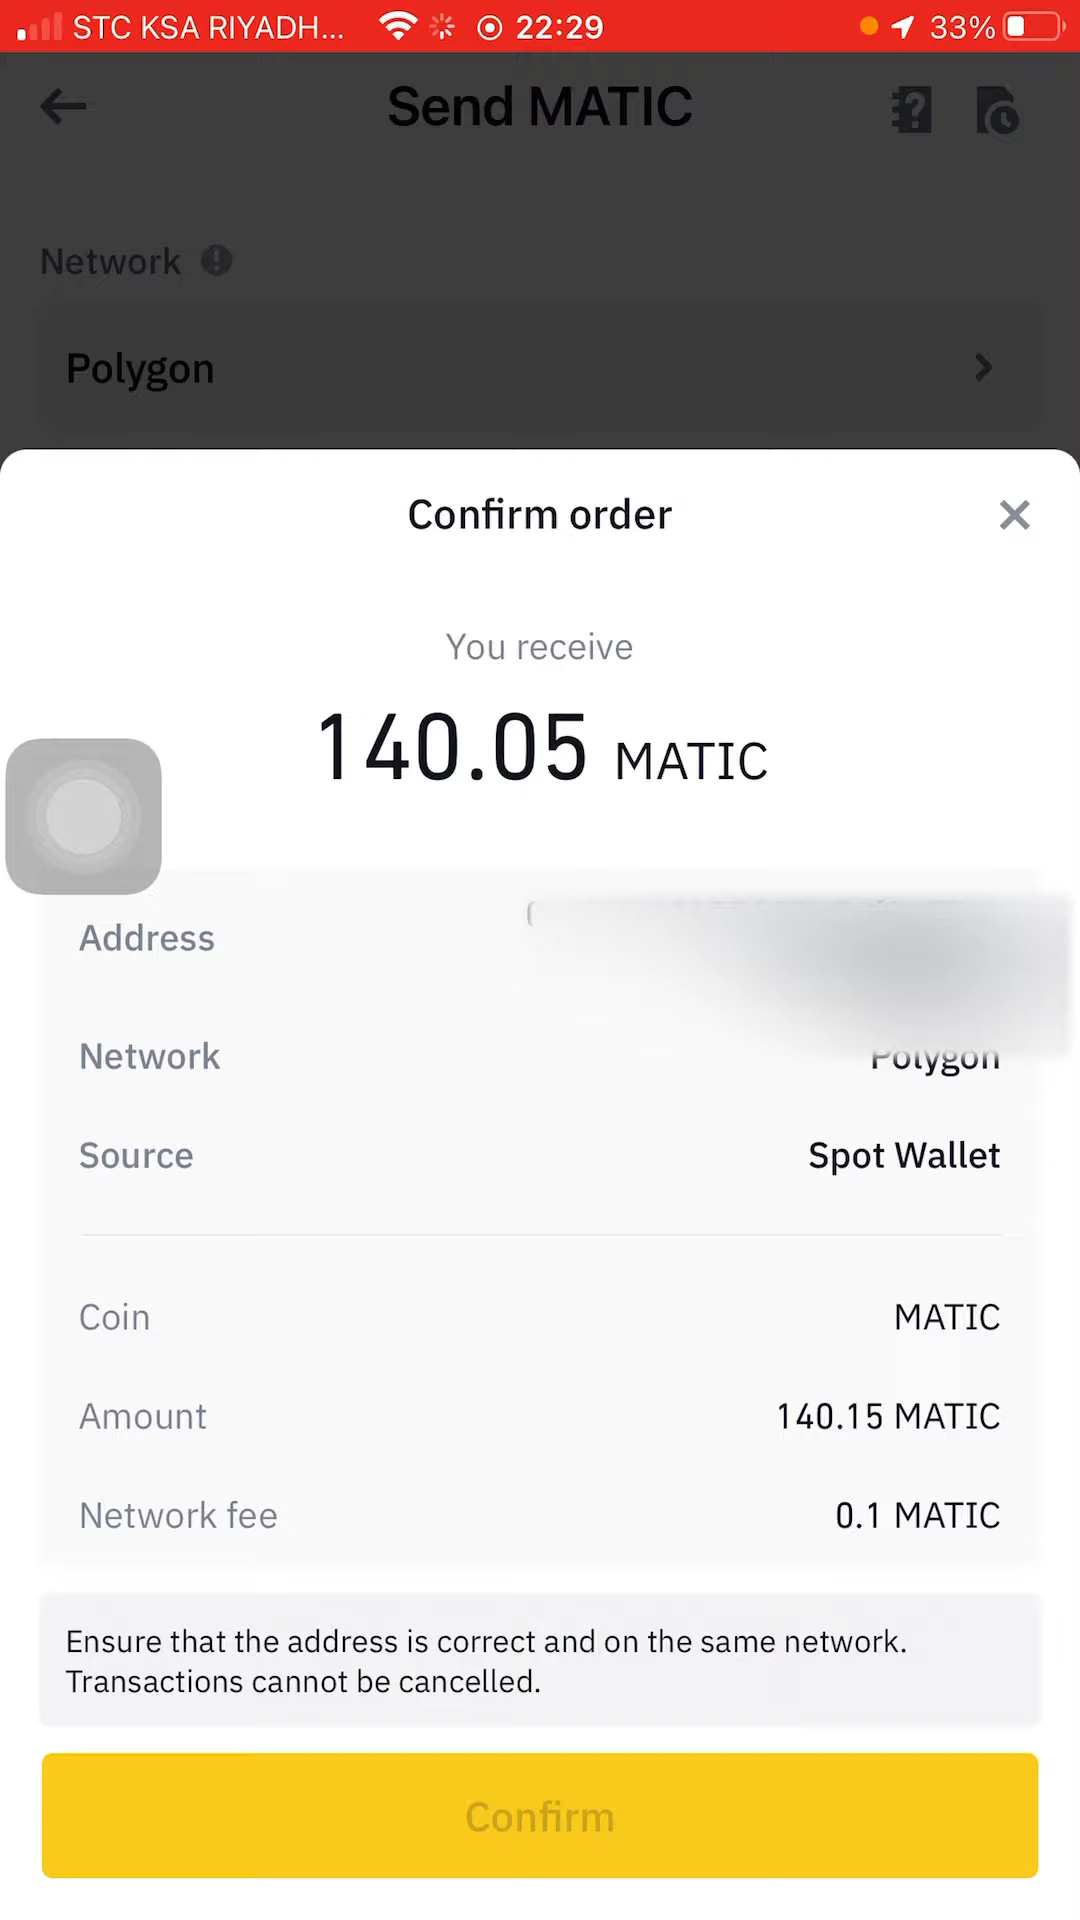 STC KSA RIYADH... 22:29 33%
Send MATIC
Network
Polygon
Confirm order
You receive
140.05 MATIC
Address
Network Polygon
Source Spot Wallet
Coin MATIC
Amount 140.15 MATIC
Network fee 0.1 MATIC
Ensure that the address is correct and on the same network.
Transactions cannot be cancelled.
Confirm